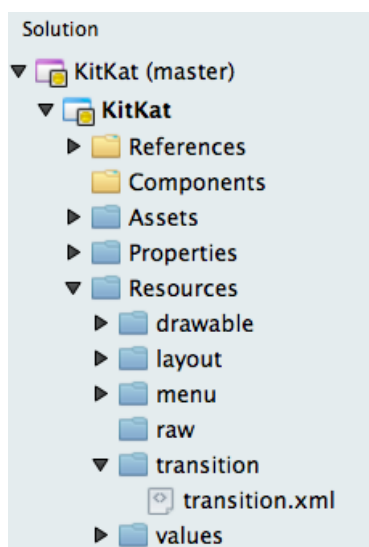 Solution
KitKat (master)
KitKat
References
Components
Assets
Properties
Resources
drawable
layout
menu
raw
transition
transition.xml
values